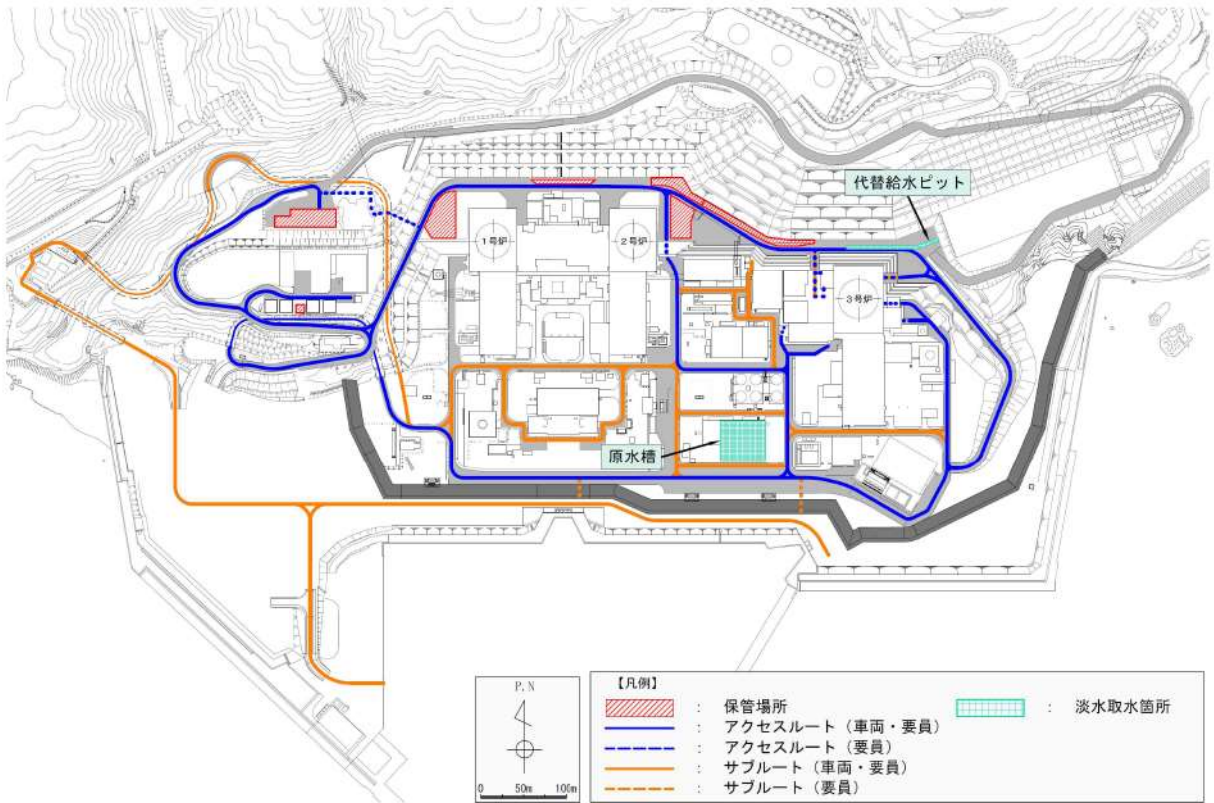 代替給水ピット
1号炉
2号炉
3号炉
原水槽
P.N
0 50m 100m
【凡例】
: 保管場所
: 淡水取水箇所
: アクセスルート（車両・要員）
: アクセスルート（要員）
: サブルート（車両・要員）
: サブルート（要員）